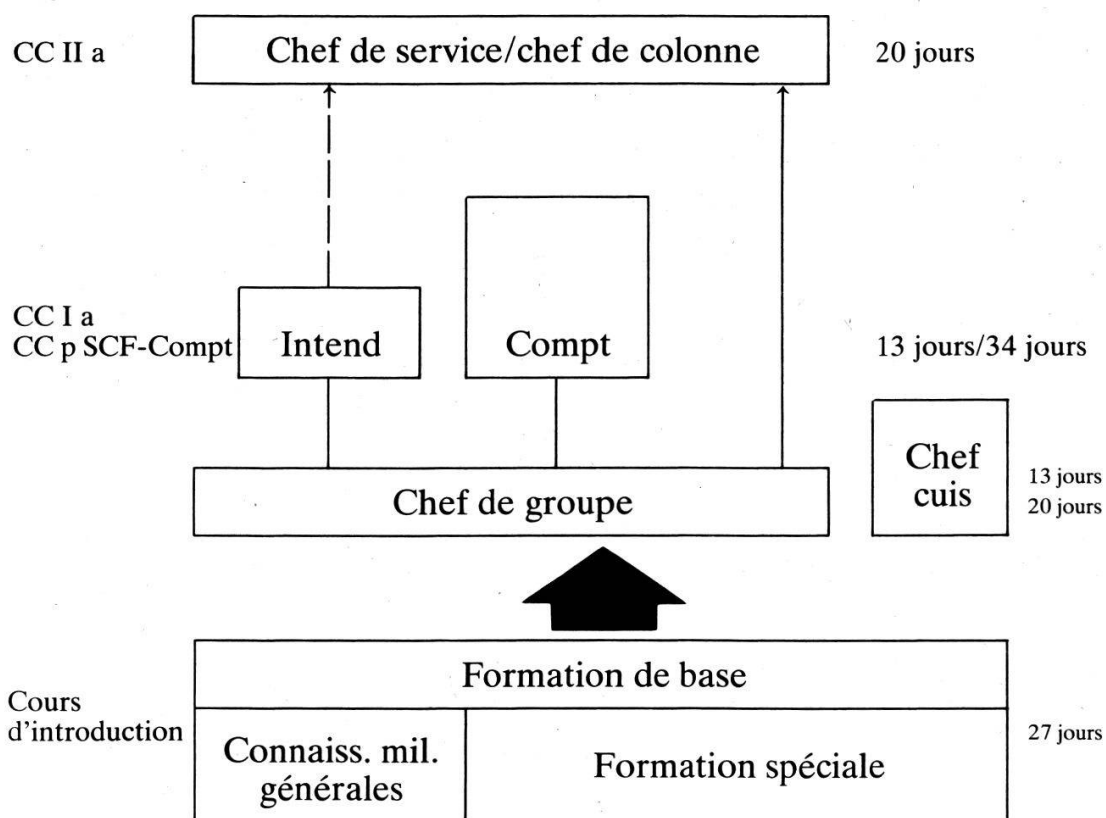 CC II a
Chef de service/chef de colonne
20 jours
CC I a
CC p SCF-Compt
Intend
Compt
13 jours/34 jours
Chef de groupe
Chef
cuis
13 jours
20 jours
Formation de base
Cours
d'introduction
Connaiss. mil.
générales
Formation spéciale
27 jours